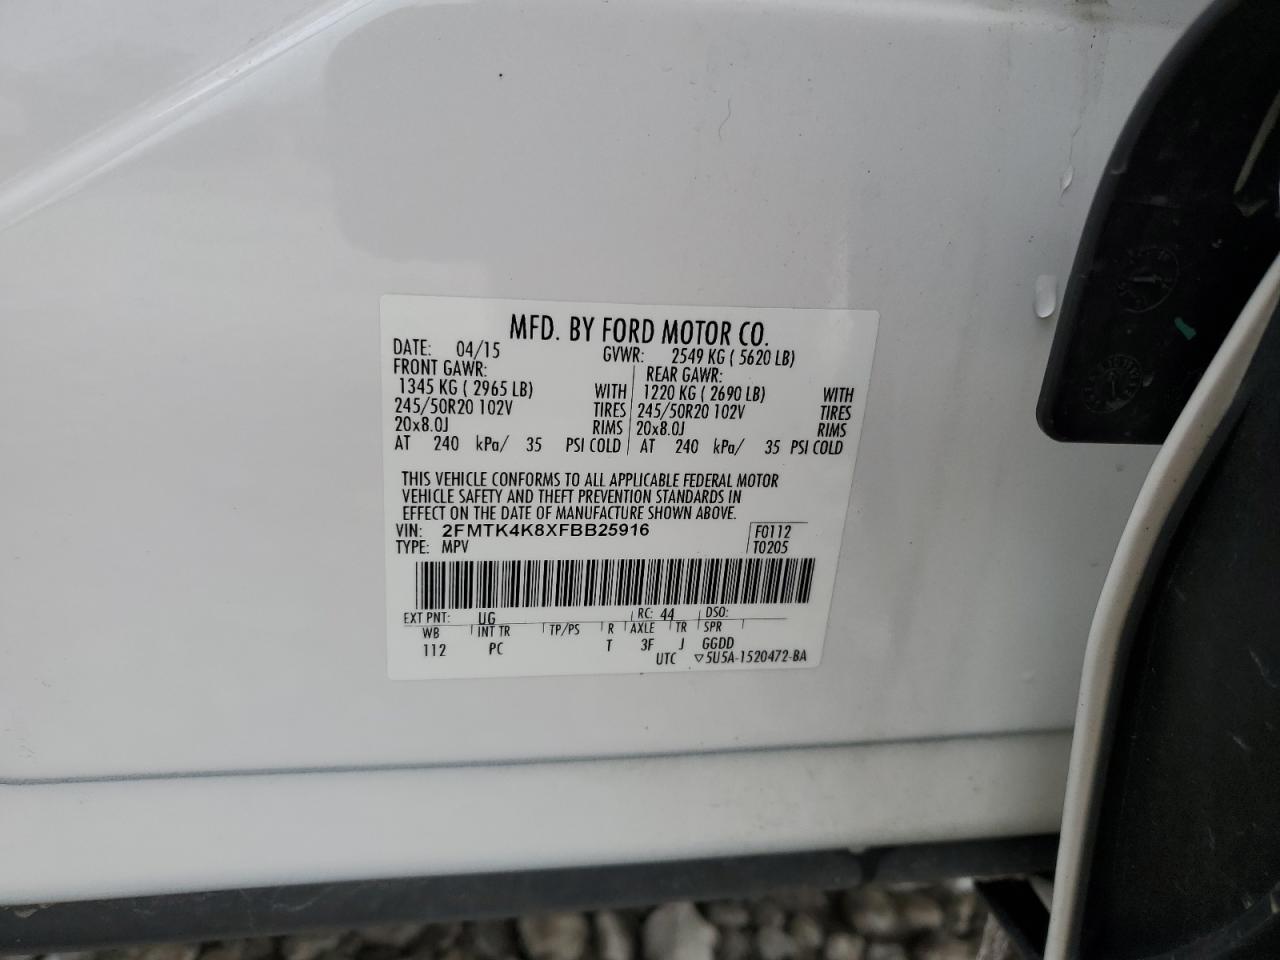 MFD. BY FORD MOTOR CO.
DATE: 04/15 GVWR: 2549 KG ( 5620 LB)
FRONT GAWR: REAR GAWR:
1345 KG ( 2965 LB) WITH 1220 KG ( 2690 LB) WITH
245/50R20 102V TIRES 245/50R20 102V TIRES
20x8.0J RIMS 20x8.0J RIMS
AT 240 kPa/ 35 PSI COLD AT 240 kPa/ 35 PSI COLD
THIS VEHICLE CONFORMS TO ALL APPLICABLE FEDERAL MOTOR
VEHICLE SAFETY AND THEFT PREVENTION STANDARDS IN
EFFECT ON THE DATE OF MANUFACTURE SHOWN ABOVE.
VIN: 2FMTK4K8XFBB25916 F0112
TYPE: MPV T0205
EXT PNT: UG RC: 44 DSO:
WB INT TR TP/PS R AXLE TR SPR
112 PC T 3F J GGDD
UTC ▽5U5A-1520472-BA